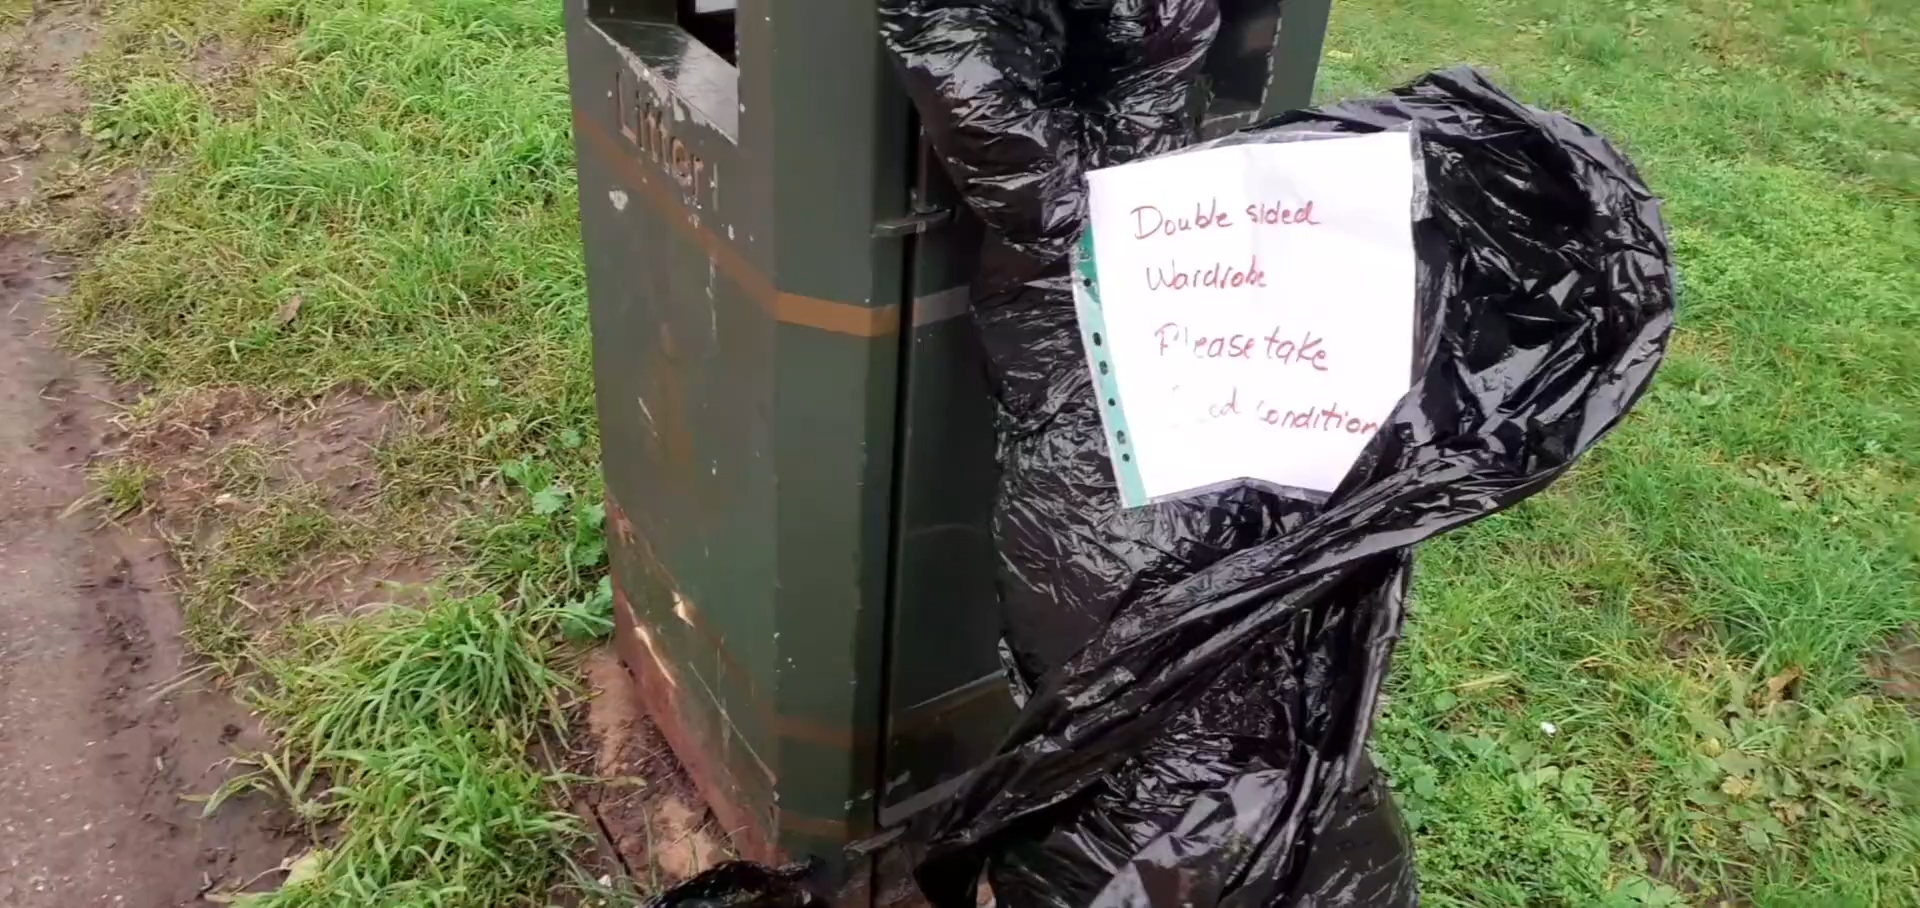 Litter
Double sided
Wardrobe
Please take
condition